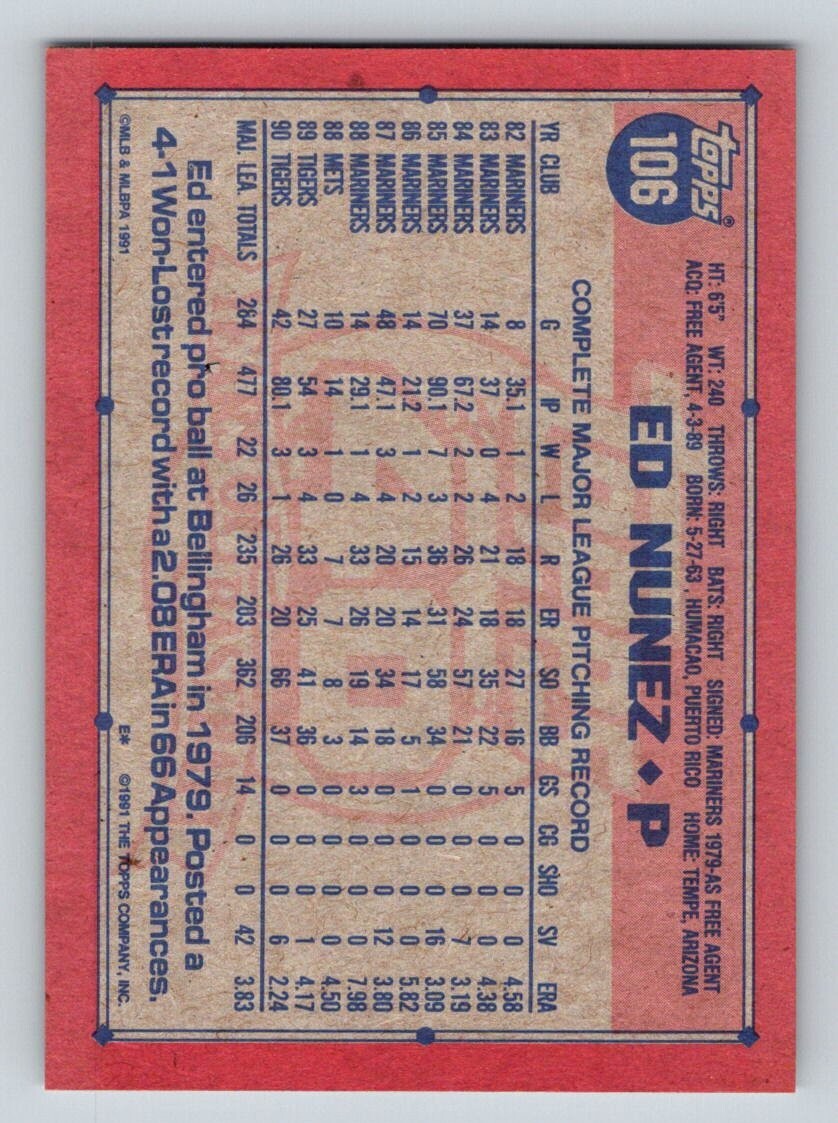 topps®
106
HT: 6'5" WT: 240 THROWS: RIGHT BATS: RIGHT SIGNED: MARINERS 1979-AS FREE AGENT
ACQ: FREE AGENT, 4-3-89 BORN: 5-27-63, HUMACAO, PUERTO RICO HOME: TEMPE, ARIZONA
ED NUNEZ ♦ P
COMPLETE MAJOR LEAGUE PITCHING RECORD
YR CLUB G IP W L R ER SO BB GS CG SHO SV ERA
82 MARINERS 8 35.1 1 2 18 18 27 16 5 0 0 0 4.58
83 MARINERS 14 37 0 4 21 18 35 22 5 0 0 0 4.38
84 MARINERS 37 67.2 2 2 26 24 57 21 0 0 0 7 3.19
85 MARINERS 70 90.1 7 3 36 31 58 34 0 0 0 16 3.09
86 MARINERS 14 21.2 1 2 15 14 17 5 1 0 0 0 5.82
87 MARINERS 48 47.1 3 4 20 20 34 18 0 0 0 12 3.80
88 MARINERS 14 29.1 1 4 33 26 19 14 3 0 0 0 7.98
88 METS 10 14 1 0 7 7 8 3 0 0 0 0 4.50
89 TIGERS 27 54 3 4 33 25 41 36 0 0 0 1 4.17
90 TIGERS 42 80.1 3 1 26 20 66 37 0 0 0 6 2.24
MAJ. LEA. TOTALS 284 477 22 26 235 203 362 206 14 0 0 42 3.83
Ed entered pro ball at Bellingham in 1979. Posted a
4-1 Won-Lost record with a 2.08 ERA in 66 Appearances.
©MLB & MLBPA 1991 E* ©1991 THE TOPPS COMPANY, INC.